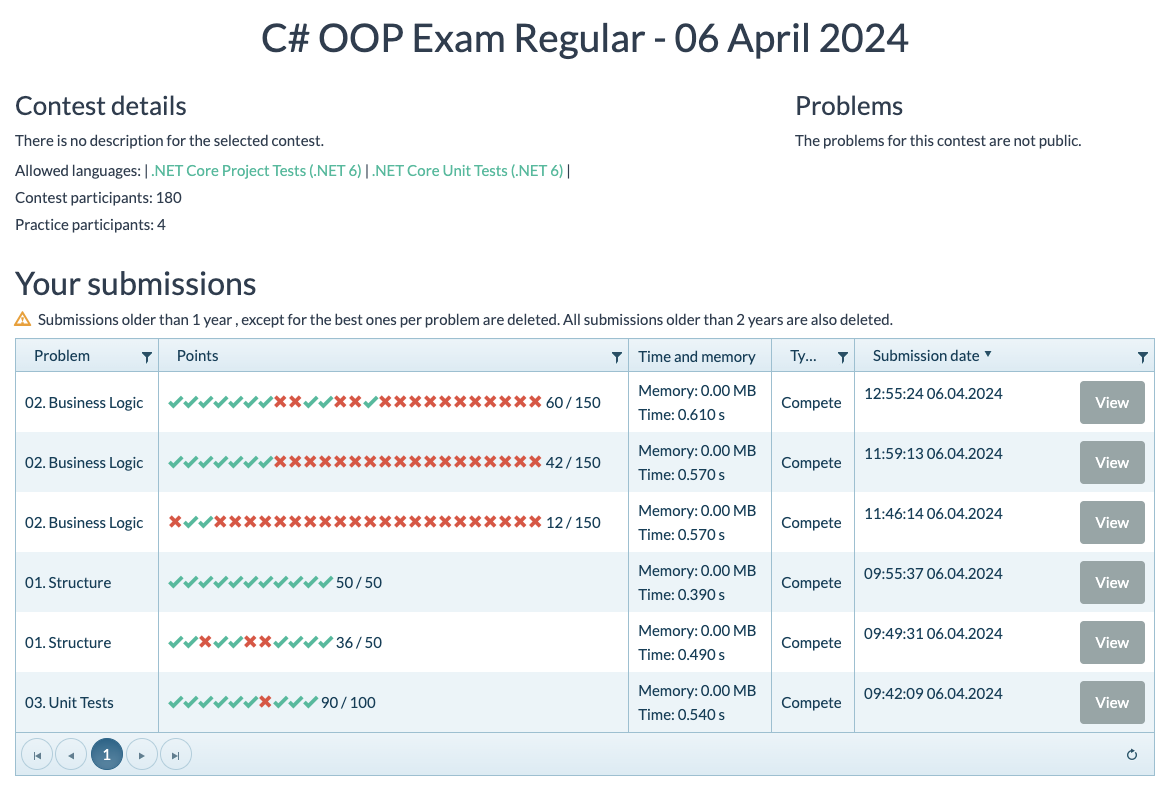 C# OOP Exam Regular - 06 April 2024
Contest details
There is no description for the selected contest.
Allowed languages: | .NET Core Project Tests (.NET 6) | .NET Core Unit Tests (.NET 6) |
Contest participants: 180
Practice participants: 4
Problems
The problems for this contest are not public.
Your submissions
Submissions older than 1 year , except for the best ones per problem are deleted. All submissions older than 2 years are also deleted.
Problem Points Time and memory Ty... Submission date
02. Business Logic 60 / 150 Memory: 0.00 MB Compete 12:55:24 06.04.2024 View
Time: 0.610 s
02. Business Logic 42 / 150 Memory: 0.00 MB Compete 11:59:13 06.04.2024 View
Time: 0.570 s
02. Business Logic 12 / 150 Memory: 0.00 MB Compete 11:46:14 06.04.2024 View
Time: 0.570 s
01. Structure 50 / 50 Memory: 0.00 MB Compete 09:55:37 06.04.2024 View
Time: 0.390 s
01. Structure 36 / 50 Memory: 0.00 MB Compete 09:49:31 06.04.2024 View
Time: 0.490 s
03. Unit Tests 90 / 100 Memory: 0.00 MB Compete 09:42:09 06.04.2024 View
Time: 0.540 s
1